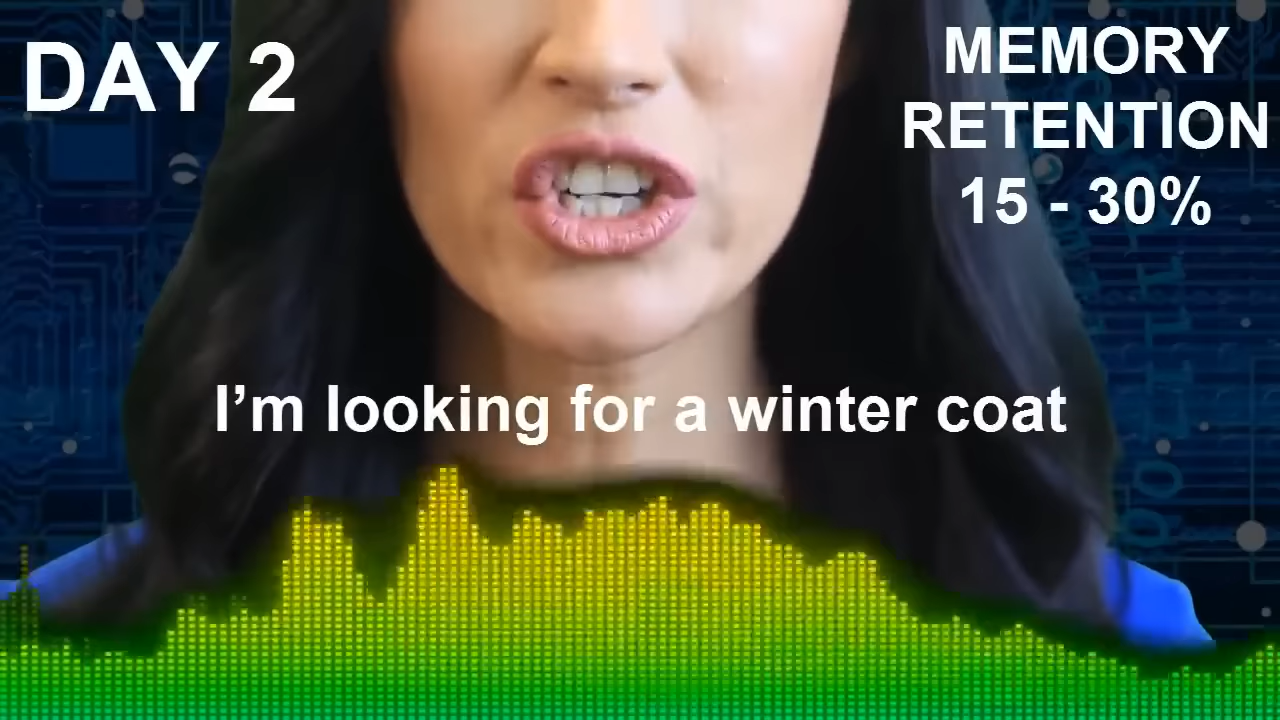 DAY 2
MEMORY
RETENTION
15 - 30%
I’m looking for a winter coat